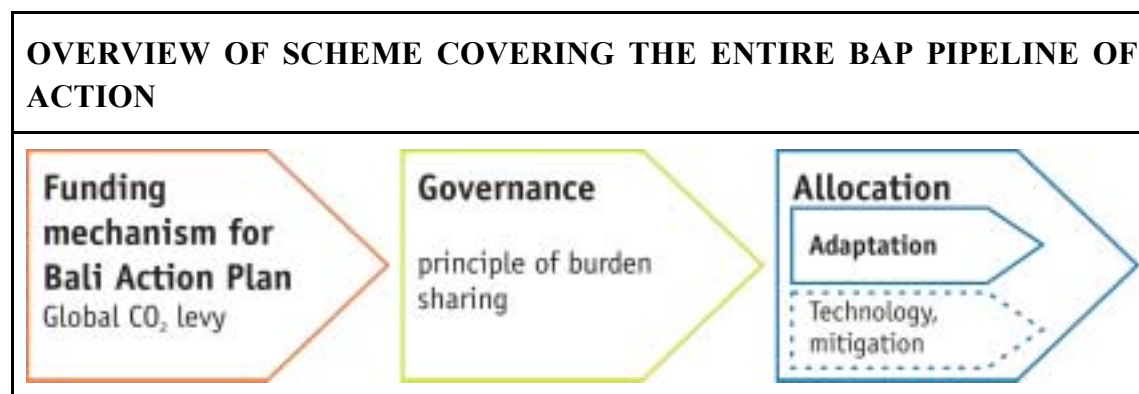 OVERVIEW OF SCHEME COVERING THE ENTIRE BAP PIPELINE OF
ACTION
Funding
mechanism for
Bali Action Plan
Global CO₂ levy
Governance
principle of burden
sharing
Allocation
Adaptation
Technology,
mitigation